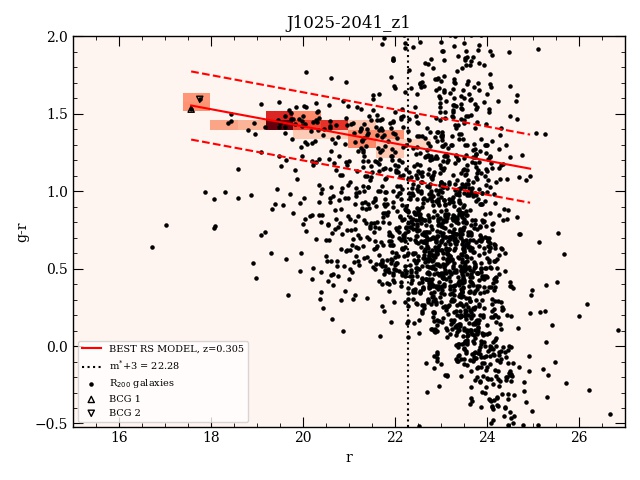 J1025-2041_z1
2.0
1.5
1.0
0.5
0.0
−0.5
g-r
BEST RS MODEL, z=0.305
m*+3 = 22.28
R200 galaxies
BCG 1
BCG 2
16 18 20 22 24 26
r